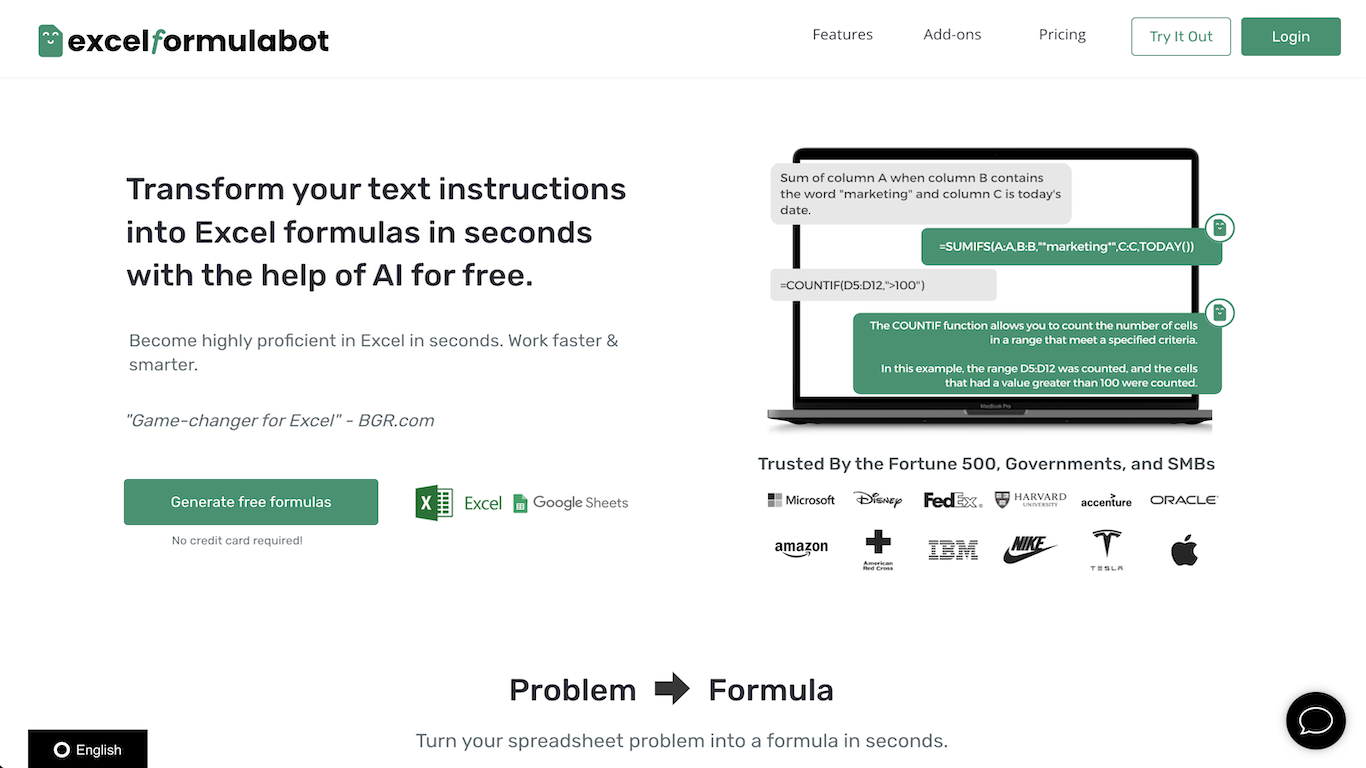 excelformulabot
Features
Add-ons
Pricing
Try It Out
Login
Transform your text instructions
into Excel formulas in seconds
with the help of AI for free.
Become highly proficient in Excel in seconds. Work faster &
smarter.
"Game-changer for Excel" - BGR.com
Generate free formulas
No credit card required!
X
Excel
Google Sheets
Sum of column A when column B contains
the word "marketing" and column C is today's
date.
=SUMIFS(A:A,B:B,"*marketing*",C:C,TODAY())
=COUNTIF(D5:D12,">100")
The COUNTIF function allows you to count the number of cells
in a range that meet a specified criteria.
In this example, the range D5:D12 was counted, and the cells
that had a value greater than 100 were counted.
MacBook Pro
Trusted By the Fortune 500, Governments, and SMBs
Microsoft
Disney
FedEx
HARVARD
UNIVERSITY
accenture
ORACLE
amazon
American
Red Cross
IBM
NIKE
TESLA
Problem
Formula
Turn your spreadsheet problem into a formula in seconds.
English